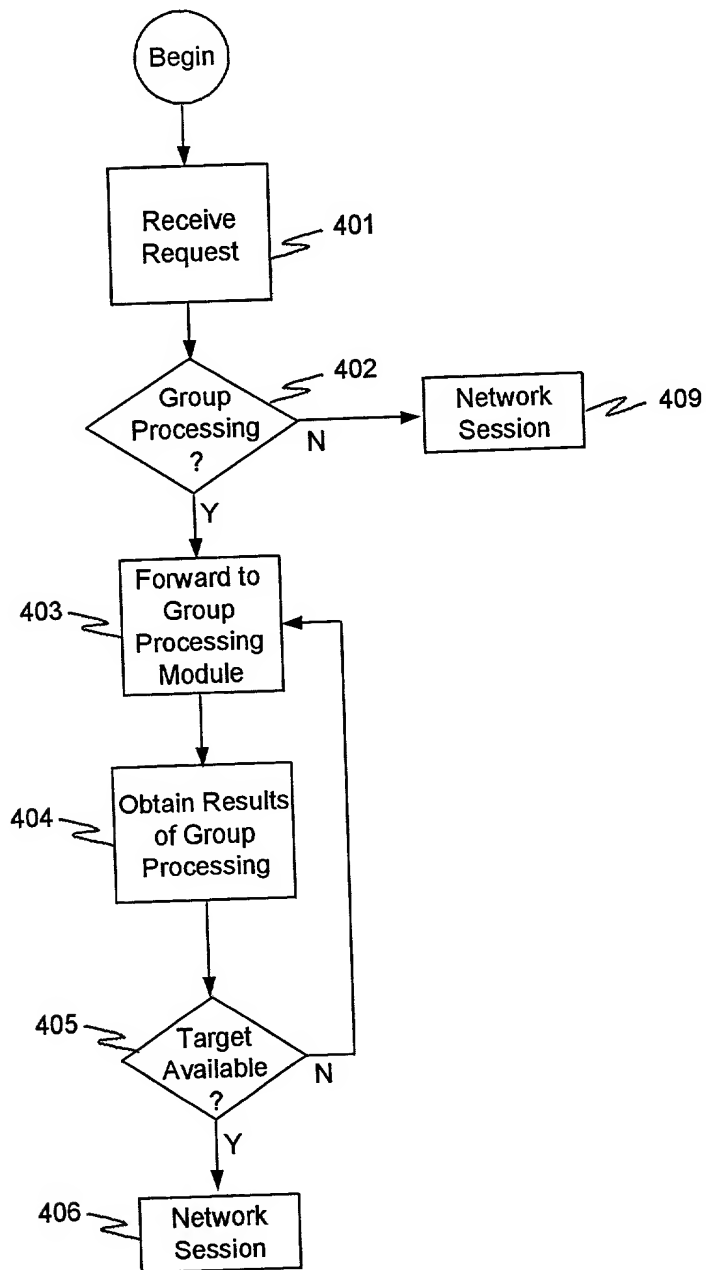 Begin
Receive
Request
401
Group
Processing
?
402
N
Network
Session
409
Y
Forward to
Group
Processing
Module
403
Obtain Results
of Group
Processing
404
Target
Available
?
405
N
Y
Network
Session
406